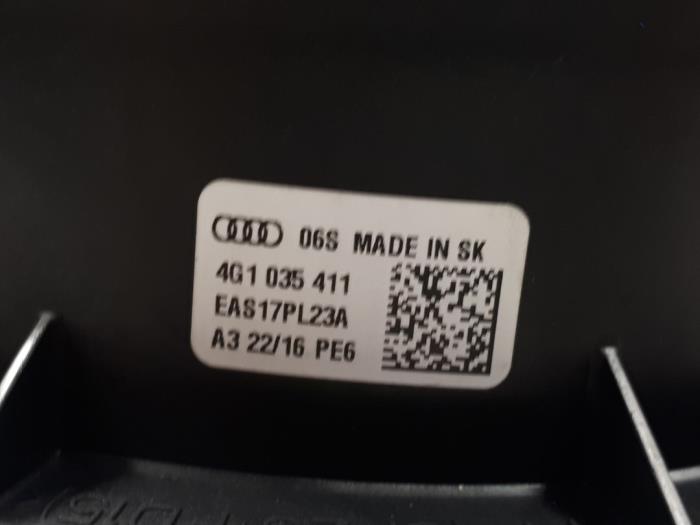 06S MADE IN SK
4G1 035 411
EAS17PL23A
A3 22/16 PE6